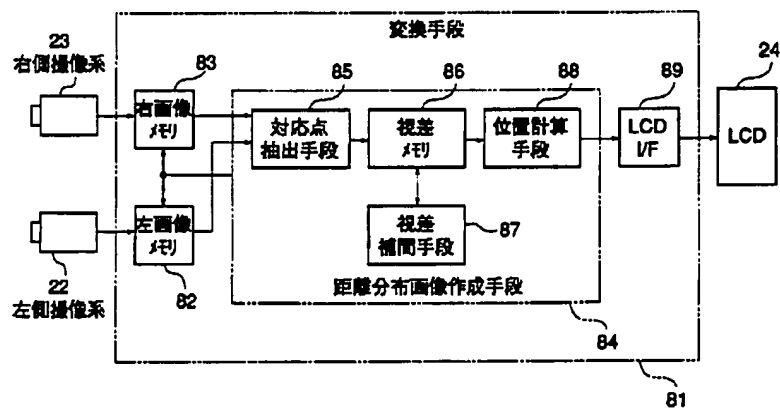 変換手段
23
右側撮像系
83
右画像
メモリ
85
対応点
抽出手段
86
視差
メモリ
88
位置計算
手段
89
LCD
I/F
24
LCD
22
左側撮像系
左画像
メモリ
82
視差
補間手段
87
距離分布画像作成手段
84
81